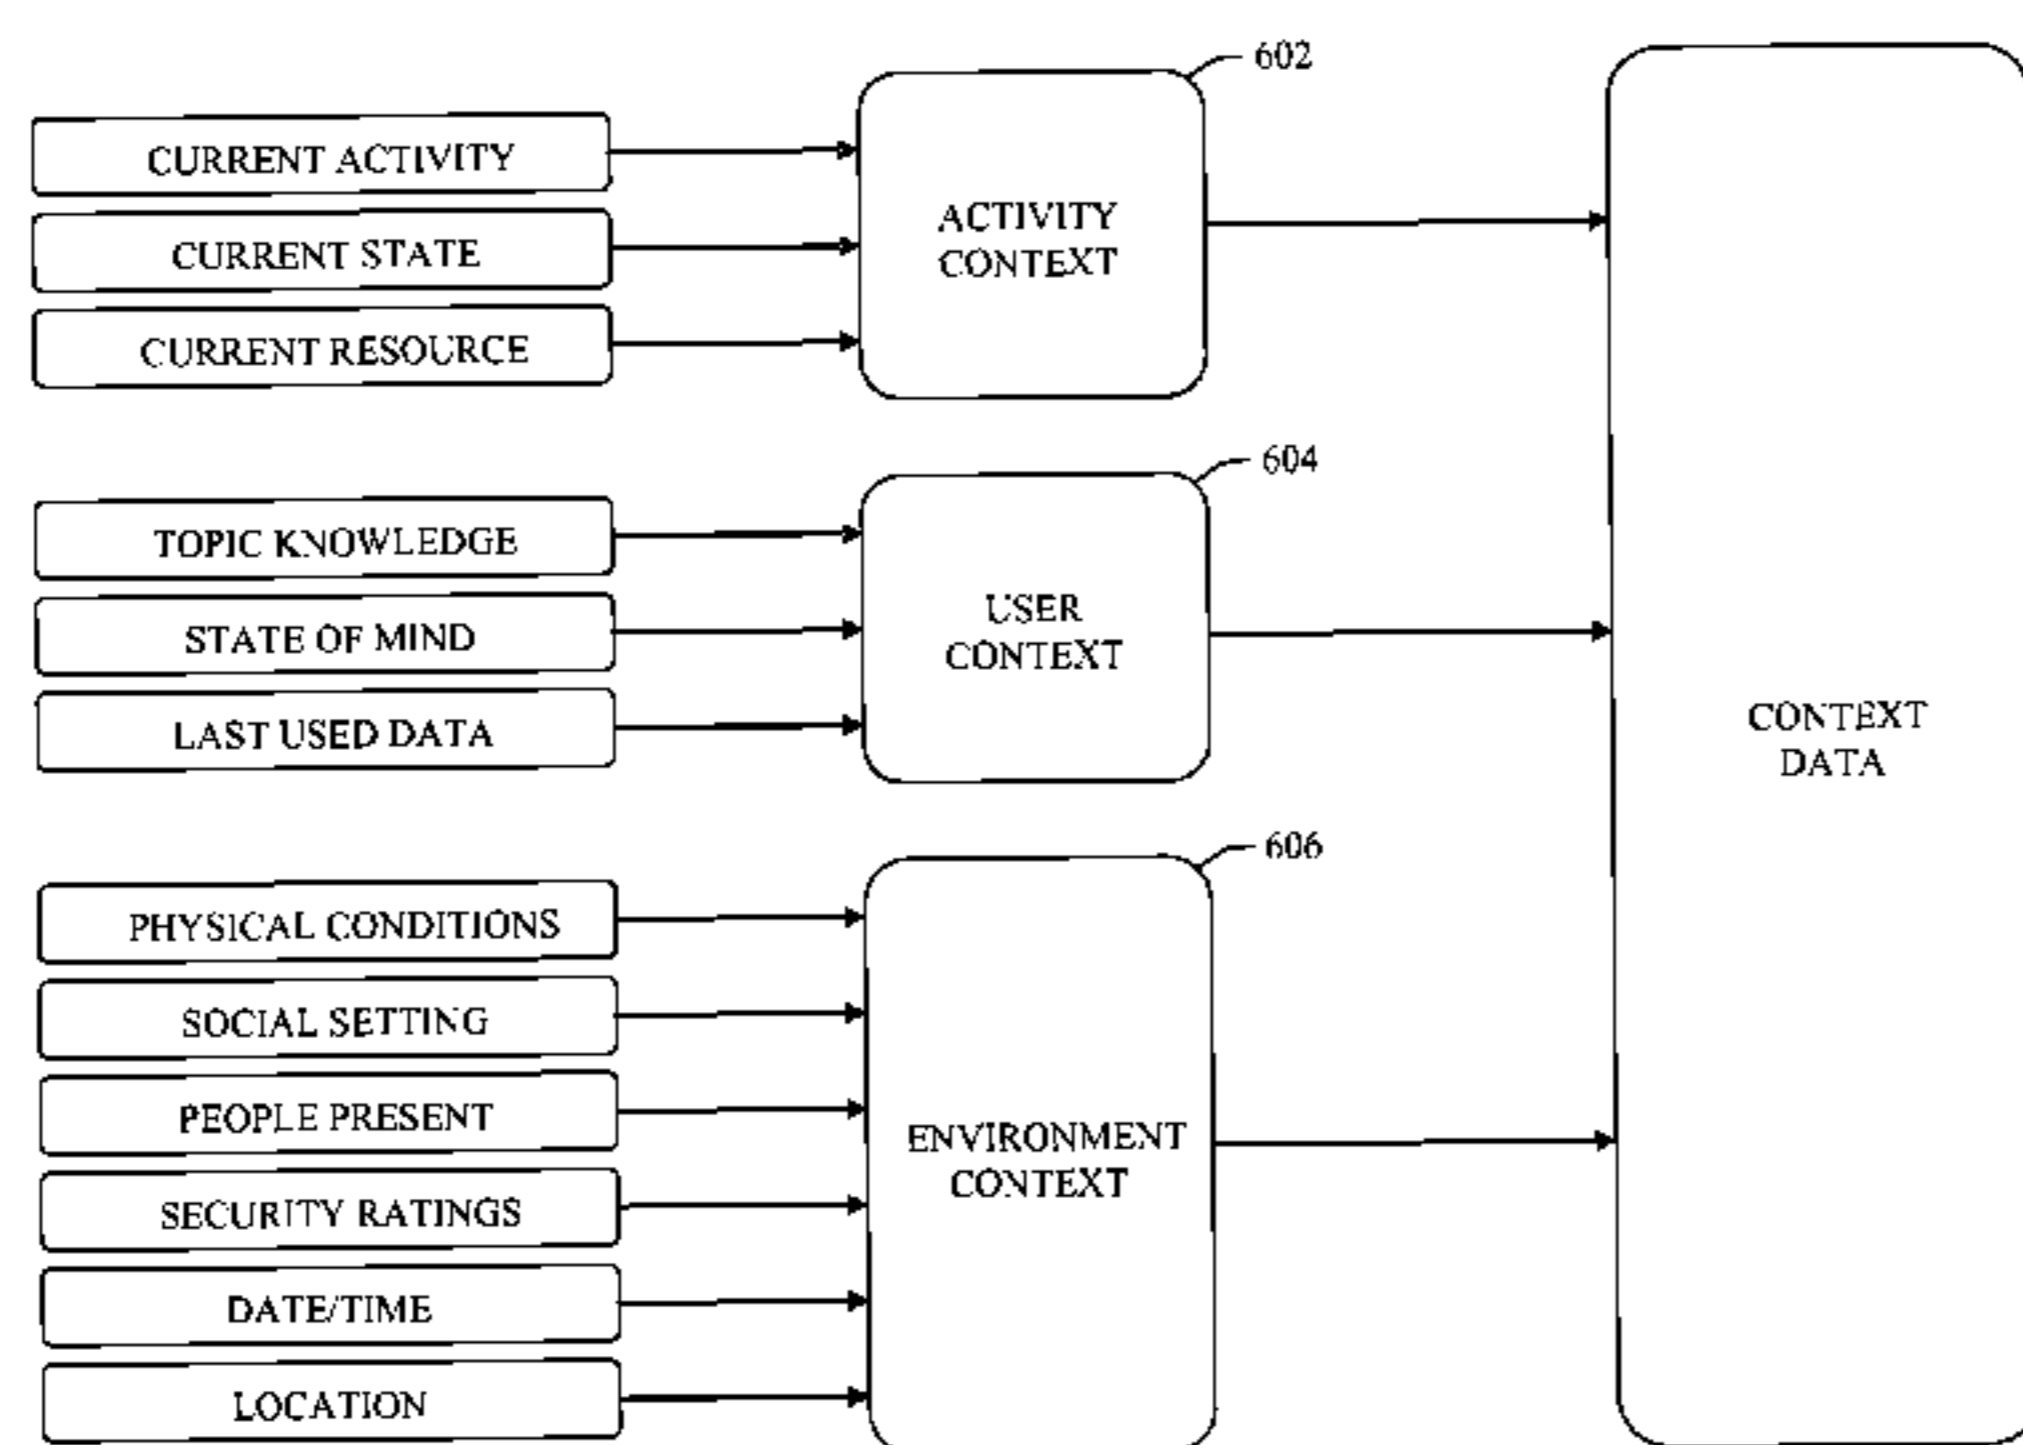 602
CURRENT ACTIVITY
CURRENT STATE
CURRENT RESOURCE
ACTIVITY
CONTEXT
604
TOPIC KNOWLEDGE
STATE OF MIND
LAST USED DATA
USER
CONTEXT
606
PHYSICAL CONDITIONS
SOCIAL SETTING
PEOPLE PRESENT
SECURITY RATINGS
DATE/TIME
LOCATION
ENVIRONMENT
CONTEXT
CONTEXT
DATA